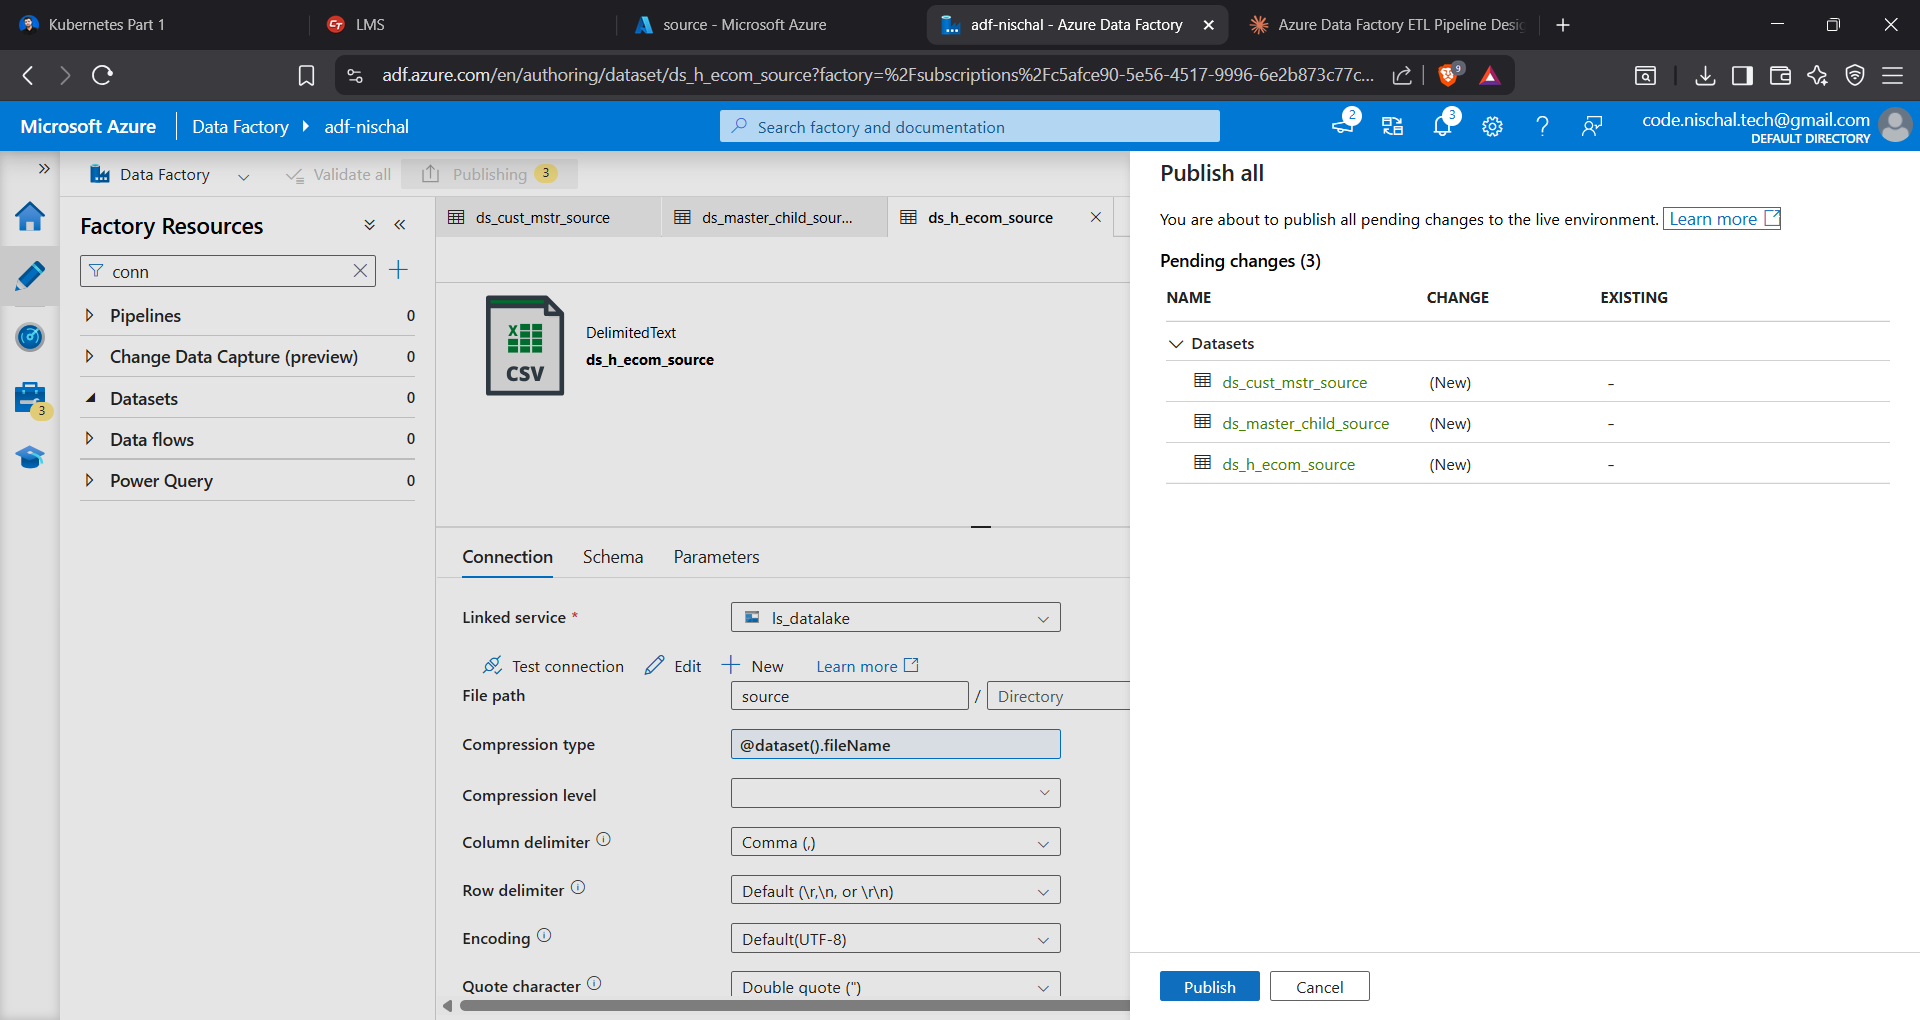 Kubernetes Part 1
LMS
source - Microsoft Azure
adf-nischal - Azure Data Factory
Azure Data Factory ETL Pipeline Desi
adf.azure.com/en/authoring/dataset/ds_h_ecom_source?factory=%2Fsubscriptions%2Fc5afce90-5e56-4517-9996-6e2b873c77c...
9
Microsoft Azure
Data Factory
adf-nischal
Search factory and documentation
2
3
code.nischal.tech@gmail.com
DEFAULT DIRECTORY
Data Factory
Validate all
Publishing 3
Factory Resources
conn
Pipelines 0
Change Data Capture (preview) 0
Datasets 0
Data flows 0
Power Query 0
3
ds_cust_mstr_source
ds_master_child_sour...
ds_h_ecom_source
X
CSV
DelimitedText
ds_h_ecom_source
Connection
Schema
Parameters
Linked service *
ls_datalake
Test connection
Edit
New
Learn more
File path
source
/
Directory
Compression type
@dataset().fileName
Compression level
Column delimiter
Comma (,)
Row delimiter
Default (\r,\n, or \r\n)
Encoding
Default(UTF-8)
Quote character
Double quote (")
Publish all
You are about to publish all pending changes to the live environment. Learn more
Pending changes (3)
NAME CHANGE EXISTING
Datasets
ds_cust_mstr_source (New) -
ds_master_child_source (New) -
ds_h_ecom_source (New) -
Publish
Cancel